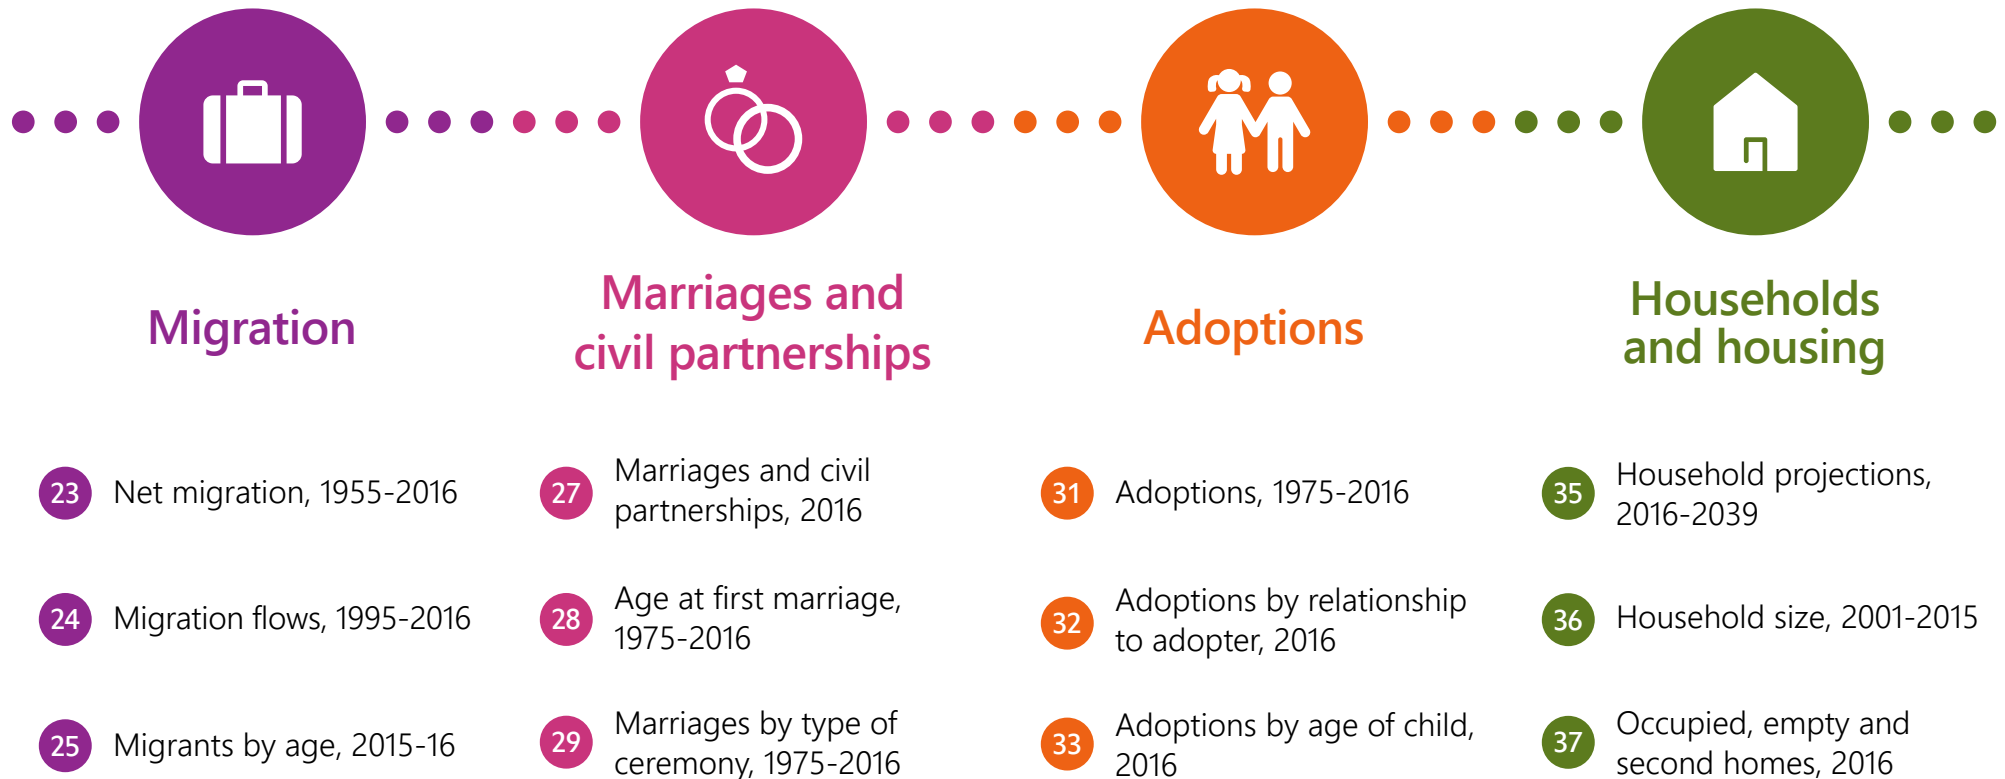 Migration
Marriages and
civil partnerships
Adoptions
Households
and housing
23 Net migration, 1955-2016
24 Migration flows, 1995-2016
25 Migrants by age, 2015-16
27 Marriages and civil
partnerships, 2016
28 Age at first marriage,
1975-2016
29 Marriages by type of
ceremony, 1975-2016
31 Adoptions, 1975-2016
32 Adoptions by relationship
to adopter, 2016
33 Adoptions by age of child,
2016
35 Household projections,
2016-2039
36 Household size, 2001-2015
37 Occupied, empty and
second homes, 2016